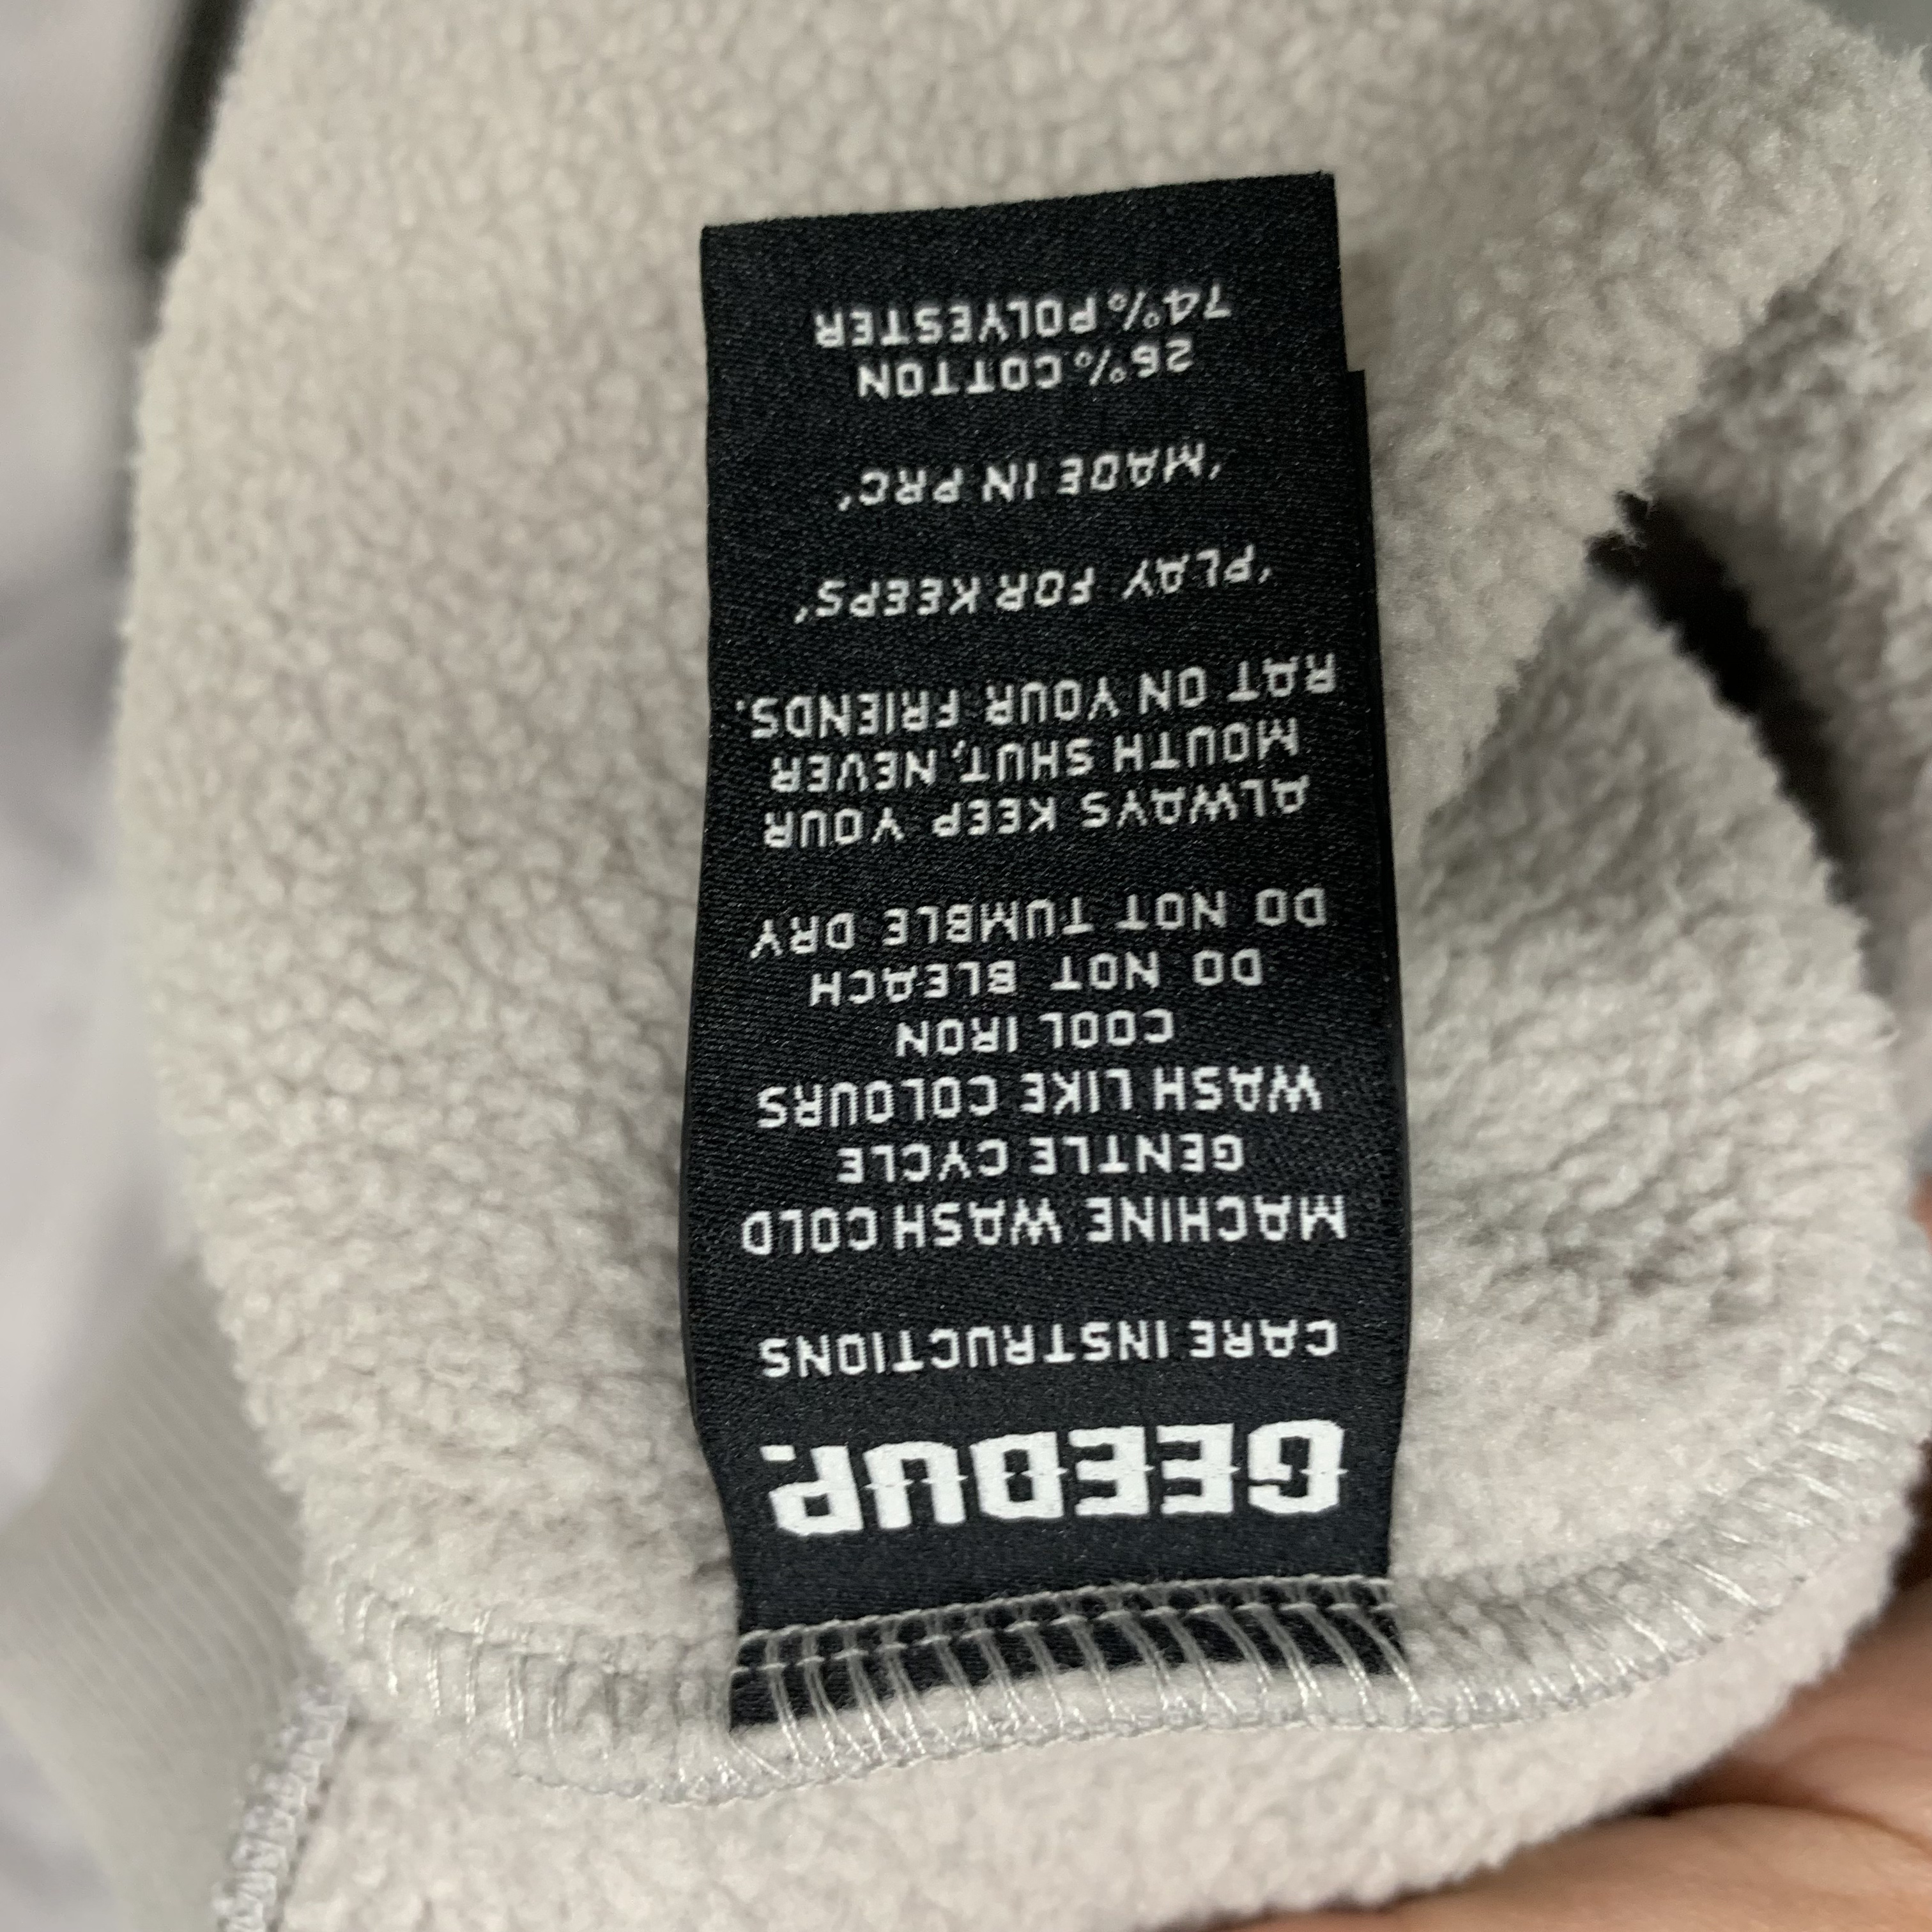 GEEDUP.
CARE INSTRUCTIONS
MACHINE WASH COLD
GENTLE CYCLE
WASH LIKE COLOURS
COOL IRON
DO NOT BLEACH
DO NOT TUMBLE DRY
ALWAYS KEEP YOUR
MOUTH SHUT, NEVER
RAT ON YOUR FRIENDS.
'PLAY FOR KEEPS'
'MADE IN PRC'
26% COTTON
74% POLYESTER